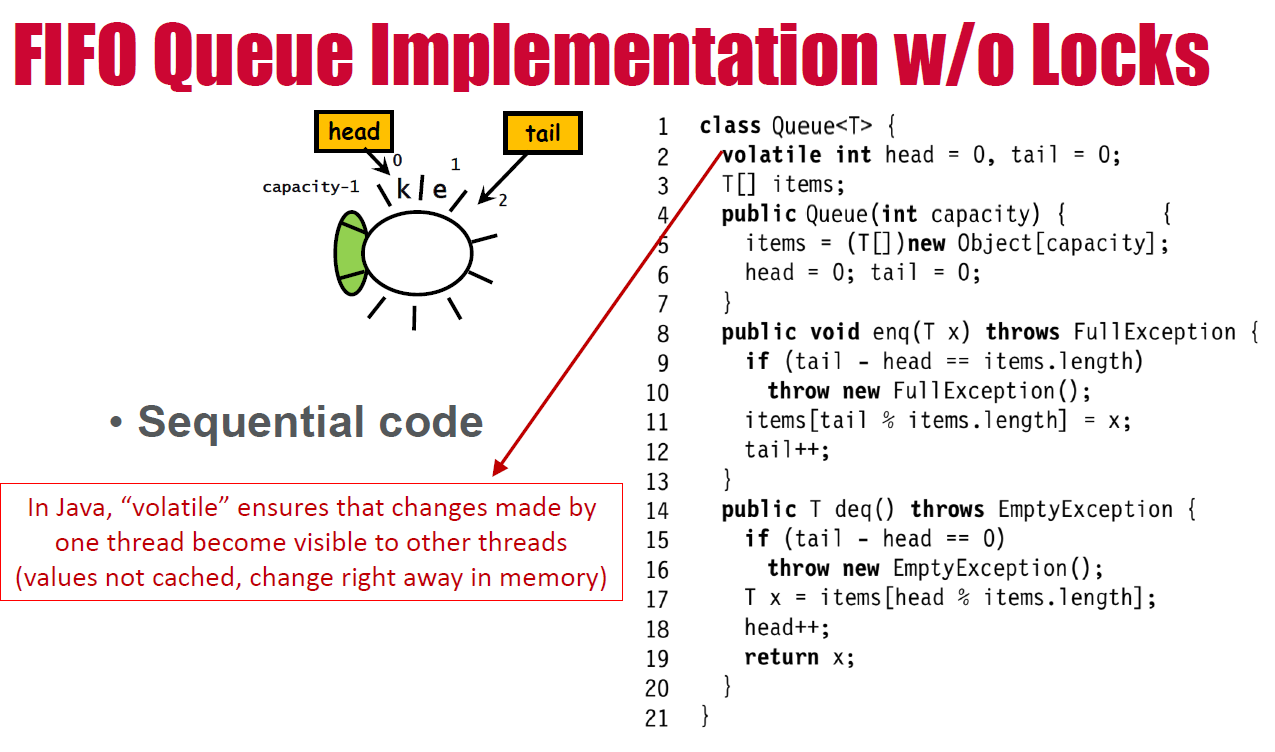 FIFO Queue Implementation w/o Locks
head
tail
0
1
capacity-1
k
e
2
• Sequential code
In Java, “volatile” ensures that changes made by
one thread become visible to other threads
(values not cached, change right away in memory)
1 class Queue<T> {
2 volatile int head = 0, tail = 0;
3 T[] items;
4 public Queue(int capacity) { {
5 items = (T[])new Object[capacity];
6 head = 0; tail = 0;
7 }
8 public void enq(T x) throws FullException {
9 if (tail - head == items.length)
10 throw new FullException();
11 items[tail % items.length] = x;
12 tail++;
13 }
14 public T deq() throws EmptyException {
15 if (tail - head == 0)
16 throw new EmptyException();
17 T x = items[head % items.length];
18 head++;
19 return x;
20 }
21 }